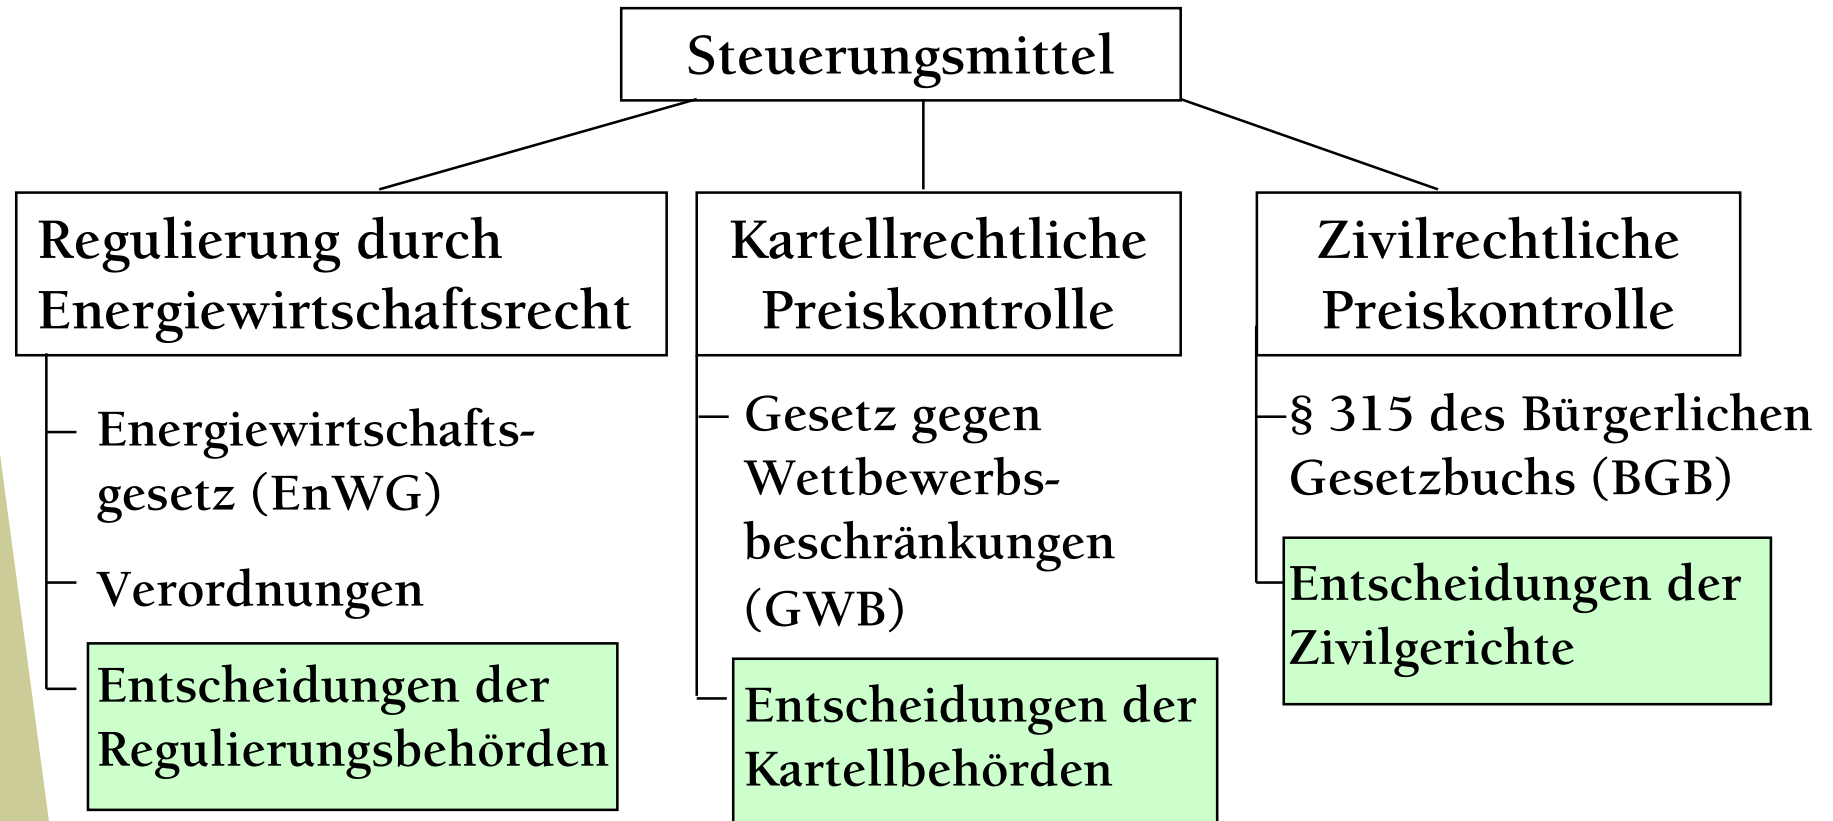 Steuerungsmittel
Regulierung durch
Energiewirtschaftsrecht
Energiewirtschafts-
gesetz (EnWG)
Verordnungen
Entscheidungen der
Regulierungsbehörden
Kartellrechtliche
Preiskontrolle
Gesetz gegen
Wettbewerbs-
beschränkungen
(GWB)
Entscheidungen der
Kartellbehörden
Zivilrechtliche
Preiskontrolle
§ 315 des Bürgerlichen
Gesetzbuchs (BGB)
Entscheidungen der
Zivilgerichte